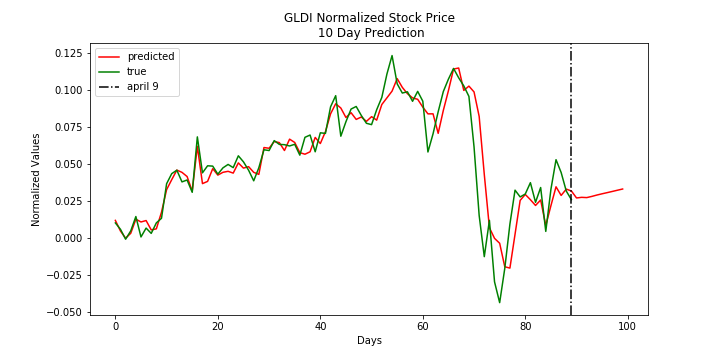 GLDI Normalized Stock Price
10 Day Prediction
predicted
true
april 9
0.125
0.100
0.075
0.050
0.025
0.000
−0.025
−0.050
Normalized Values
0
20
40
60
80
100
Days